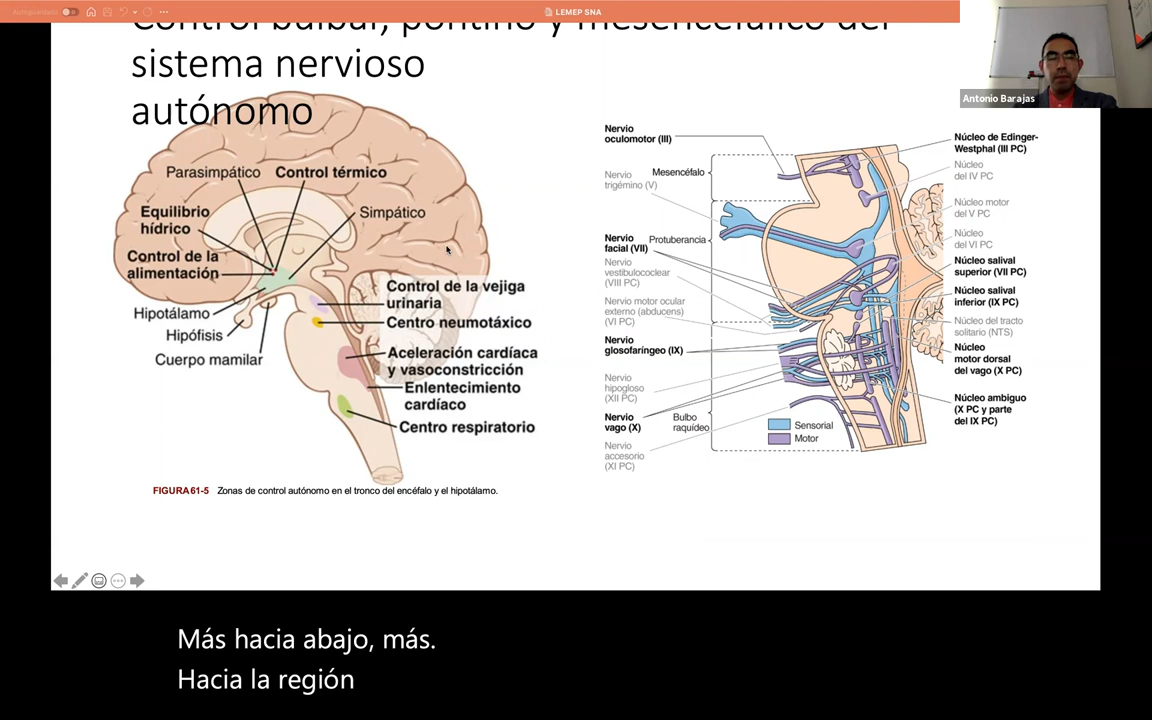 Autoguardado
LEMEP SNA
Antonio Barajas
Control bulbar, pontino y mesencefálico del
sistema nervioso
autónomo
Parasimpático
Control térmico
Equilibrio
hídrico
Simpático
Control de la
alimentación
Hipotálamo
Hipófisis
Cuerpo mamilar
Control de la vejiga
urinaria
Centro neumotáxico
Aceleración cardíaca
y vasoconstricción
Enlentecimiento
cardíaco
Centro respiratorio
FIGURA 61-5 Zonas de control autónomo en el tronco del encéfalo y el hipotálamo.
Nervio
oculomotor (III)
Mesencéfalo
Nervio
trigémino (V)
Protuberancia
Nervio
facial (VII)
Nervio
vestibulococlear
(VIII PC)
Nervio motor ocular
externo (abducens)
(VI PC)
Nervio
glosofaríngeo (IX)
Nervio
hipogloso
(XII PC)
Nervio
vago (X)
Bulbo
raquídeo
Nervio
accesorio
(XI PC)
Sensorial
Motor
Núcleo de Edinger-
Westphal (III PC)
Núcleo
del IV PC
Núcleo motor
del V PC
Núcleo
del VI PC
Núcleo salival
superior (VII PC)
Núcleo salival
inferior (IX PC)
Núcleo del tracto
solitario (NTS)
Núcleo
motor dorsal
del vago (X PC)
Núcleo ambiguo
(X PC y parte
del IX PC)
Más hacia abajo, más.
Hacia la región